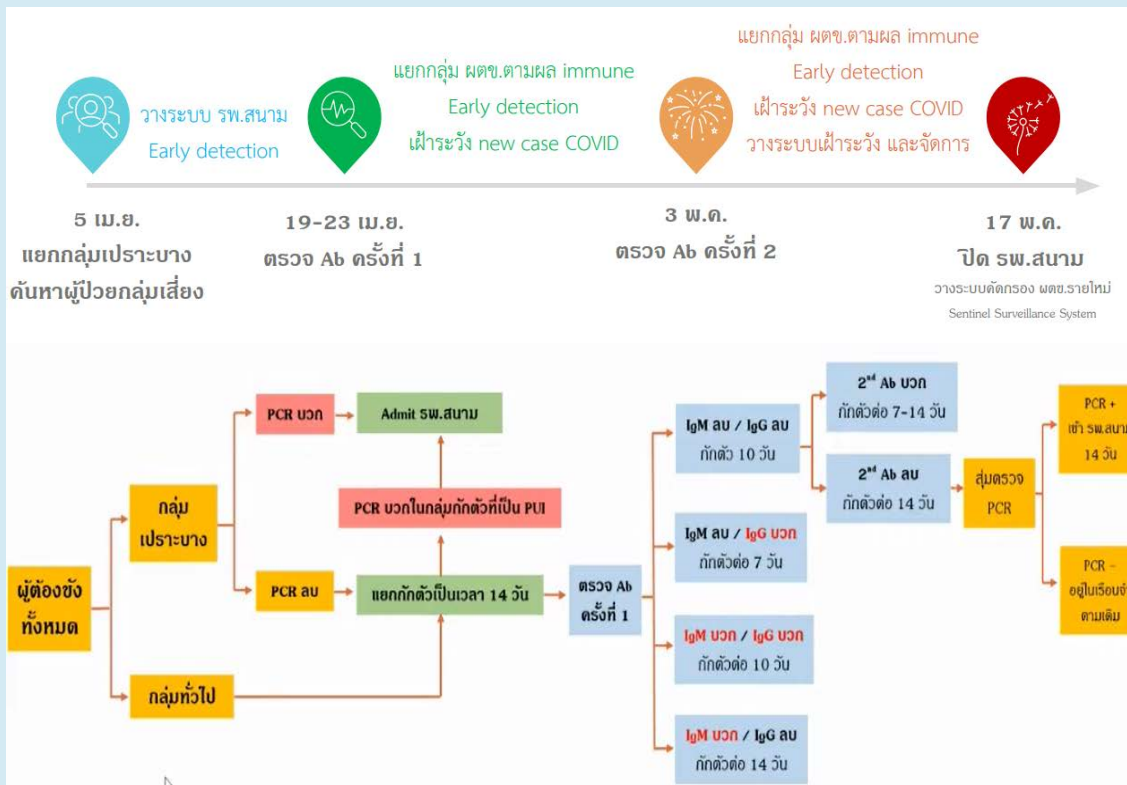 วางระบบ รพ.สนาม
Early detection
แยกกลุ่ม ผตข.ตามผล immune
Early detection
เฝ้าระวัง new case COVID
แยกกลุ่ม ผตข.ตามผล immune
Early detection
เฝ้าระวัง new case COVID
วางระบบเฝ้าระวัง และจัดการ
5 เม.ย.
แยกกลุ่มเปราะบาง
ค้นหาผู้ป่วยกลุ่มเสี่ยง
19-23 เม.ย.
ตรวจ Ab ครั้งที่ 1
3 พ.ค.
ตรวจ Ab ครั้งที่ 2
17 พ.ค.
ปิด รพ.สนาม
วางระบบคัดกรอง ผตข.รายใหม่
Sentinel Surveillance System
ผู้ต้องขัง
ทั้งหมด
กลุ่ม
เปราะบาง
กลุ่มทั่วไป
PCR บวก
PCR ลบ
Admit รพ.สนาม
PCR บวกในกลุ่มกักตัวที่เป็น PUI
แยกกักตัวเป็นเวลา 14 วัน
ตรวจ Ab
ครั้งที่ 1
IgM ลบ / IgG ลบ
กักตัว 10 วัน
IgM ลบ / IgG บวก
กักตัวต่อ 7 วัน
IgM บวก / IgG บวก
กักตัวต่อ 10 วัน
IgM บวก / IgG ลบ
กักตัวต่อ 14 วัน
2nd Ab บวก
กักตัวต่อ 7-14 วัน
2nd Ab ลบ
กักตัวต่อ 14 วัน
สุ่มตรวจ
PCR
PCR +
เข้า รพ.สนาม
14 วัน
PCR –
อยู่ในเรือนจำ
ตามเดิม